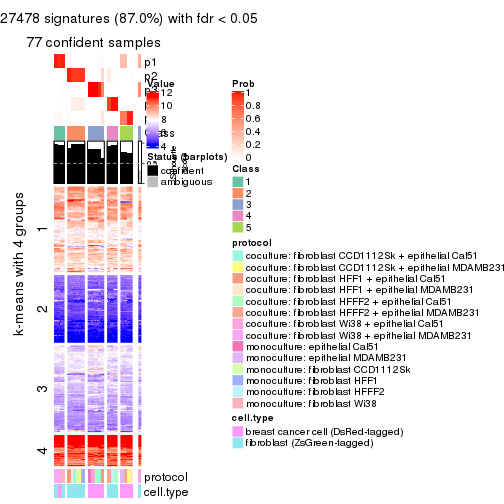 27478 signatures (87.0%) with fdr < 0.05
77 confident samples
p1
p2
Value
12
10
8
6
4
Status (barplots)
confident
ambiguous
1
2
3
4
k-means with 4 groups
protocol
cell.type
Prob
1
0.8
0.6
0.4
0.2
0
Class
1
2
3
4
5
protocol
coculture: fibroblast CCD1112Sk + epithelial Cal51
coculture: fibroblast CCD1112Sk + epithelial MDAMB231
coculture: fibroblast HFF1 + epithelial Cal51
coculture: fibroblast HFF1 + epithelial MDAMB231
coculture: fibroblast HFFF2 + epithelial Cal51
coculture: fibroblast HFFF2 + epithelial MDAMB231
coculture: fibroblast Wi38 + epithelial Cal51
coculture: fibroblast Wi38 + epithelial MDAMB231
monoculture: epithelial Cal51
monoculture: epithelial MDAMB231
monoculture: fibroblast CCD1112Sk
monoculture: fibroblast HFF1
monoculture: fibroblast HFFF2
monoculture: fibroblast Wi38
cell.type
breast cancer cell (DsRed-tagged)
fibroblast (ZsGreen-tagged)